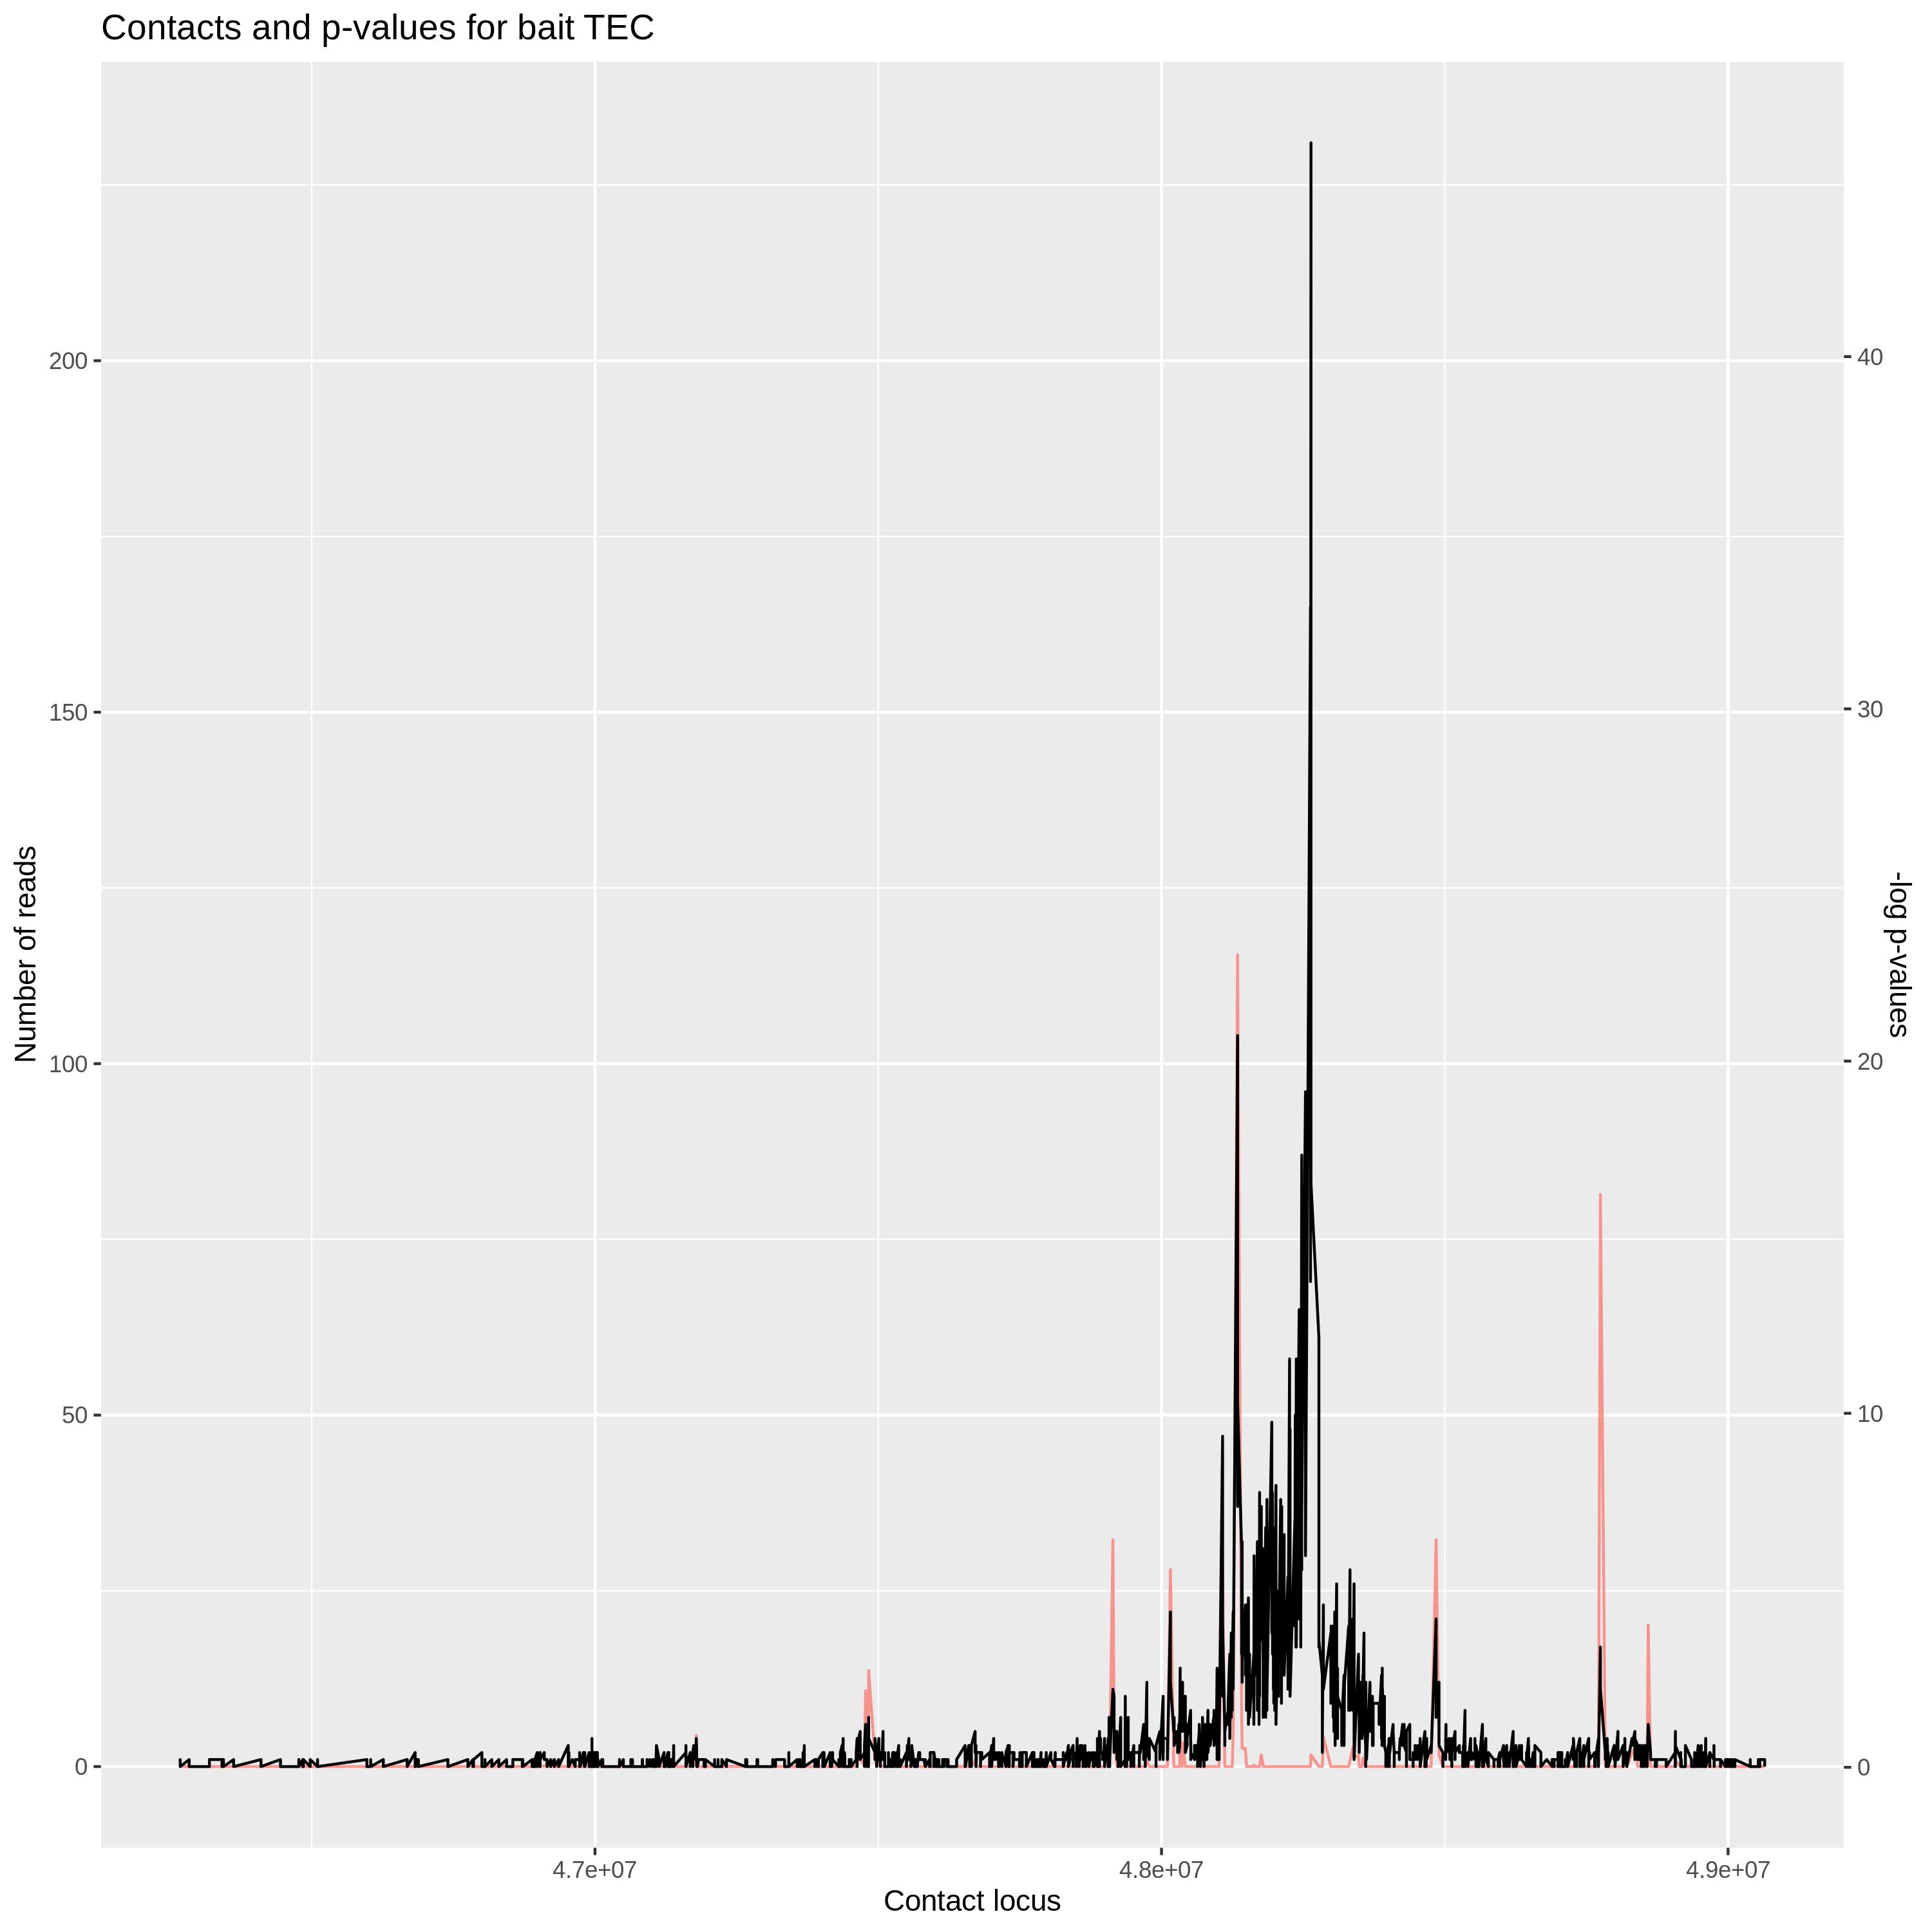 Contacts and p-values for bait TEC
200
150
100
50
0
Number of reads
40
30
20
10
0
-log p-values
4.7e+07
4.8e+07
4.9e+07
Contact locus